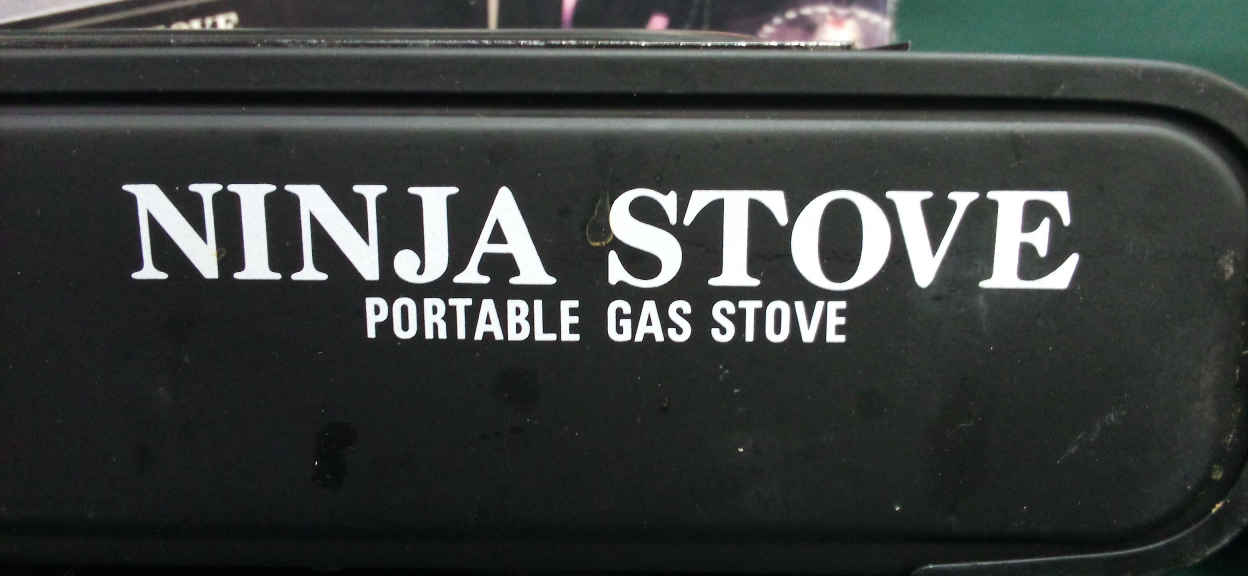 NINJA STOVE
PORTABLE GAS STOVE